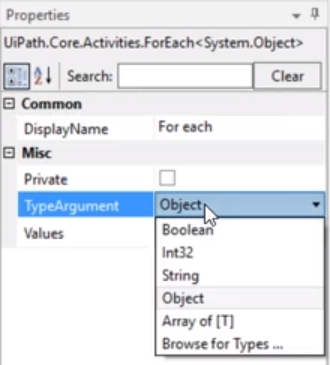 Properties
UiPath.Core.Activities.ForEach<System.Object>
Search: Clear
Common
DisplayName For each
Misc
Private
TypeArgument Object
Values
Boolean
Int32
String
Object
Array of [T]
Browse for Types ...